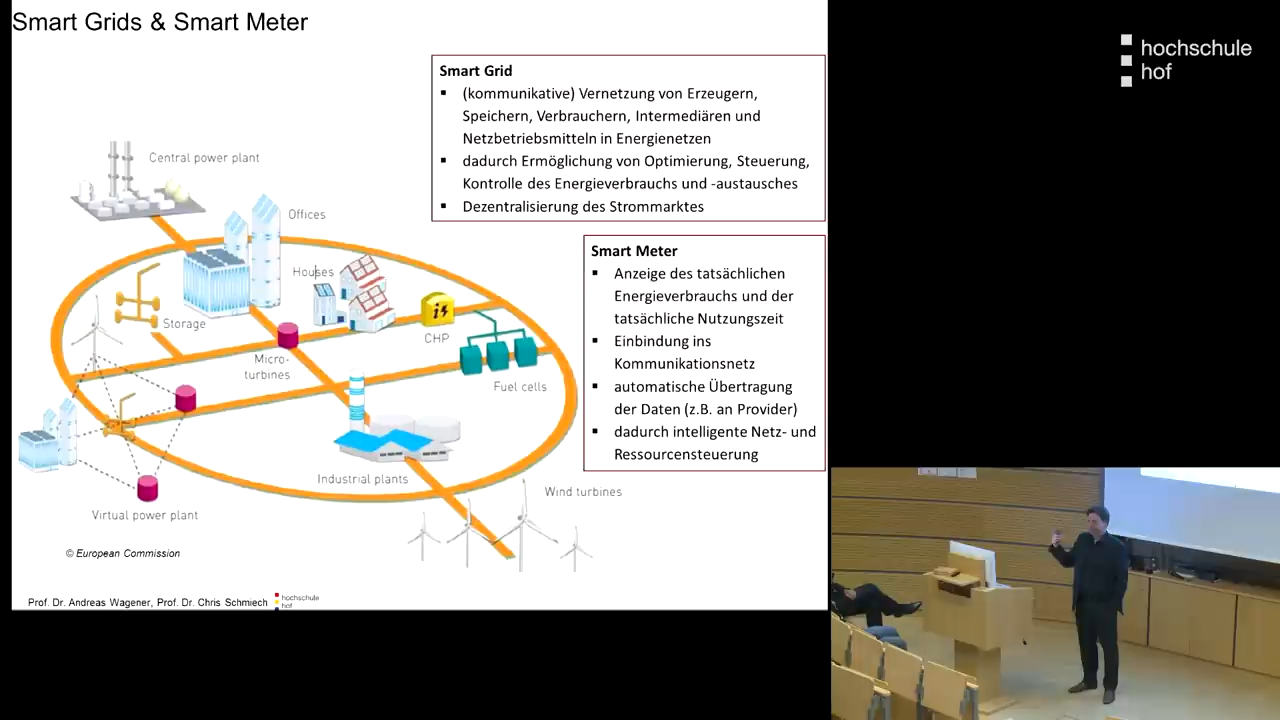 Smart Grids & Smart Meter
hochschule
hof
Smart Grid
▪ (kommunikative) Vernetzung von Erzeugern,
Speichern, Verbrauchern, Intermediären und
Netzbetriebsmitteln in Energienetzen
▪ dadurch Ermöglichung von Optimierung, Steuerung,
Kontrolle des Energieverbrauchs und -austausches
▪ Dezentralisierung des Strommarktes
Smart Meter
▪ Anzeige des tatsächlichen
Energieverbrauchs und der
tatsächliche Nutzungszeit
▪ Einbindung ins
Kommunikationsnetz
▪ automatische Übertragung
der Daten (z.B. an Provider)
▪ dadurch intelligente Netz- und
Ressourcensteuerung
Central power plant
Offices
Houses
Storage
CHP
Micro-
turbines
Fuel cells
Industrial plants
Wind turbines
Virtual power plant
© European Commission
Prof. Dr. Andreas Wagener, Prof. Dr. Chris Schmiech
hochschule
hof